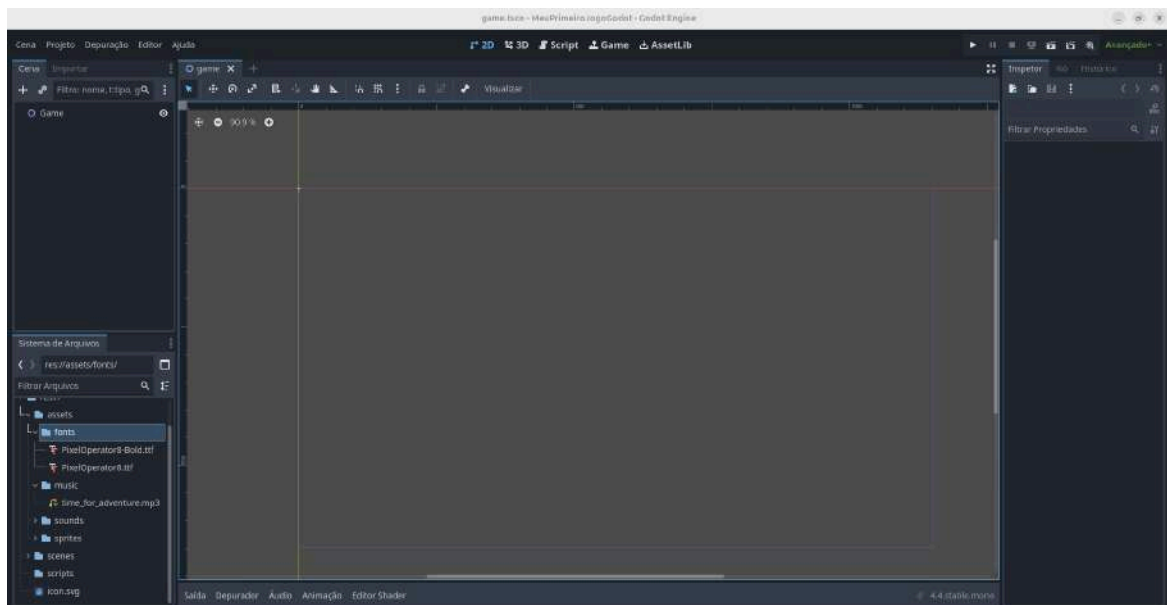 game.tscn - MeuPrimeiroJogoGodot - Godot Engine
Cena Projeto Depuração Editor Ajuda
2D 3D Script Game AssetLib
Avançado+
Cena Importar
game
Inspetor Nó Histórico
Filtro: nome, t:tipo, g
Visualizar
Game
90.9 %
Filtrar Propriedades
Sistema de Arquivos
res://assets/fonts/
Filtrar Arquivos
assets
fonts
PixelOperator8-Bold.ttf
PixelOperator8.ttf
music
time_for_adventure.mp3
sounds
sprites
scenes
scripts
icon.svg
Saída Depurador Áudio Animação Editor Shader
4.4.stable.mono